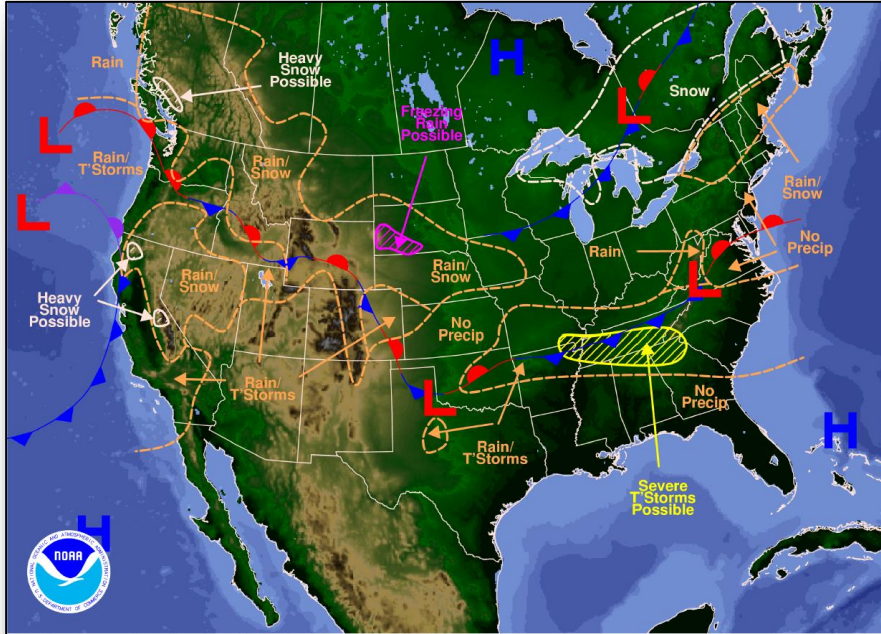 Rain
Heavy
Snow
Possible
H
L
Snow
Freezing
Rain
Possible
L
Rain/
T'Storms
Rain/
Snow
Rain/
Snow
L
No
Precip
Rain
Rain/
Snow
Rain/
Snow
L
Heavy
Snow
Possible
No
Precip
Rain/
T'Storms
L
No
Precip
H
Rain/
T'Storms
Severe
T'Storms
Possible
H
NATIONAL OCEANIC AND ATMOSPHERIC ADMINISTRATION
NOAA
U.S. DEPARTMENT OF COMMERCE